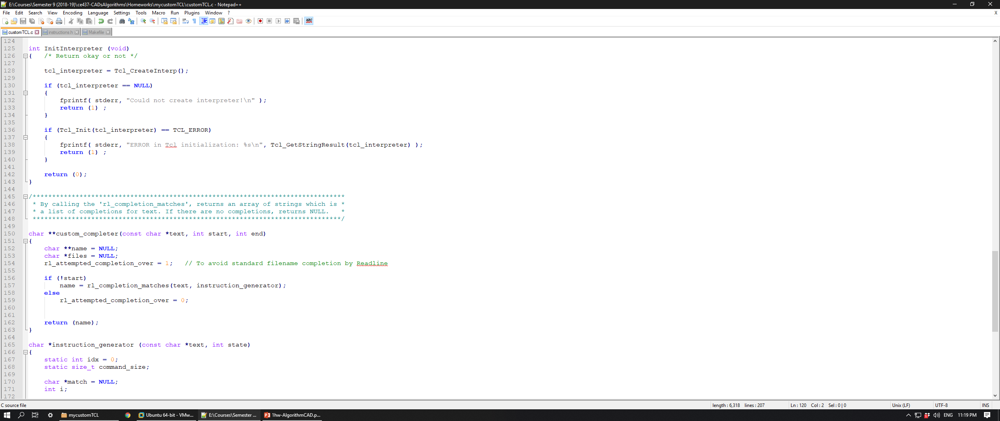 E:\Courses\Semester 9 (2018-19)\ce437-CADsAlgorithms\Homeworks\mycustomTCL\customTCL.c - Notepad++
File Edit Search View Encoding Language Settings Tools Macro Run Plugins Window ? X
customTCL.c instructions.h Makefile
124
125 int InitInterpreter (void)
126 { /* Return okay or not */
127
128 tcl_interpreter = Tcl_CreateInterp();
129
130 if (tcl_interpreter == NULL)
131 {
132 fprintf( stderr, "Could not create interpreter!\n" );
133 return (1) ;
134 }
135
136 if (Tcl_Init(tcl_interpreter) == TCL_ERROR)
137 {
138 fprintf( stderr, "ERROR in Tcl initialization: %s\n", Tcl_GetStringResult(tcl_interpreter) );
139 return (1) ;
140 }
141
142 return (0);
143 }
144
145 /********************************************************************************
146 * By calling the 'rl_completion_matches', returns an array of strings which is *
147 * a list of completions for text. If there are no completions, returns NULL. *
148 *******************************************************************************/
149
150 char **custom_completer(const char *text, int start, int end)
151 {
152 char **name = NULL;
153 char *files = NULL;
154 rl_attempted_completion_over = 1; // To avoid standard filename completion by Readline
155
156 if (!start)
157 name = rl_completion_matches(text, instruction_generator);
158 else
159 rl_attempted_completion_over = 0;
160
161
162 return (name);
163 }
164
165 char *instruction_generator (const char *text, int state)
166 {
167 static int idx = 0;
168 static size_t command_size;
169
170 char *match = NULL;
171 int i;
172
C source file length : 6,318 lines : 207 Ln : 120 Col : 2 Sel : 0 | 0 Unix (LF) UTF-8 INS
mycustomTCL Ubuntu 64-bit - VMw... E:\Courses\Semester ... 1hw-AlgorithmCAD.p... ENG 11:19 PM